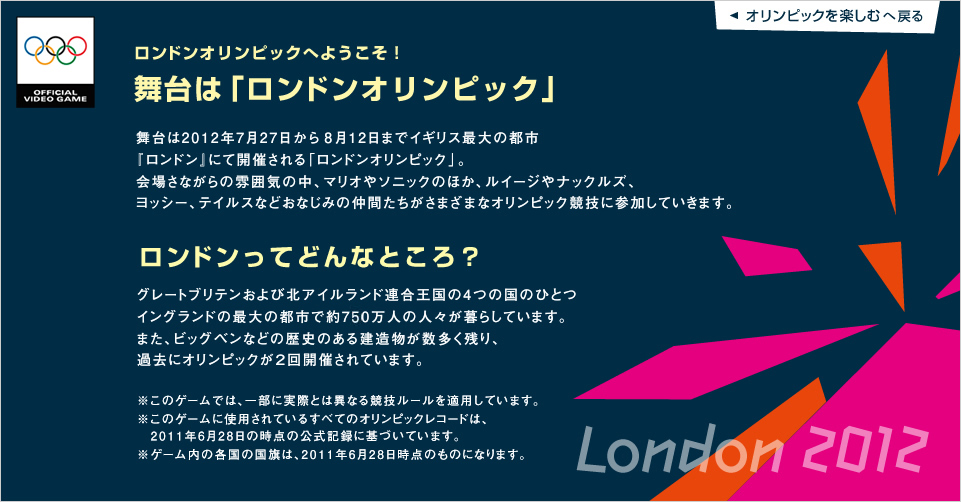 ◄ オリンピックを楽しむへ戻る
OFFICIAL
VIDEO GAME
ロンドンオリンピックへようこそ！
舞台は「ロンドンオリンピック」
舞台は2012年7月27日から8月12日までイギリス最大の都市
『ロンドン』にて開催される「ロンドンオリンピック」。
会場さながらの雰囲気の中、マリオやソニックのほか、ルイージやナックルズ、
ヨッシー、テイルスなどおなじみの仲間たちがさまざまなオリンピック競技に参加していきます。
ロンドンってどんなところ？
グレートブリテンおよび北アイルランド連合王国の4つの国のひとつ
イングランドの最大の都市で約750万人の人々が暮らしています。
また、ビッグベンなどの歴史のある建造物が数多く残り、
過去にオリンピックが2回開催されています。
※このゲームでは、一部に実際とは異なる競技ルールを適用しています。
※このゲームに使用されているすべてのオリンピックレコードは、
2011年6月28日の時点の公式記録に基づいています。
※ゲーム内の各国の国旗は、2011年6月28日時点のものになります。
London 2012